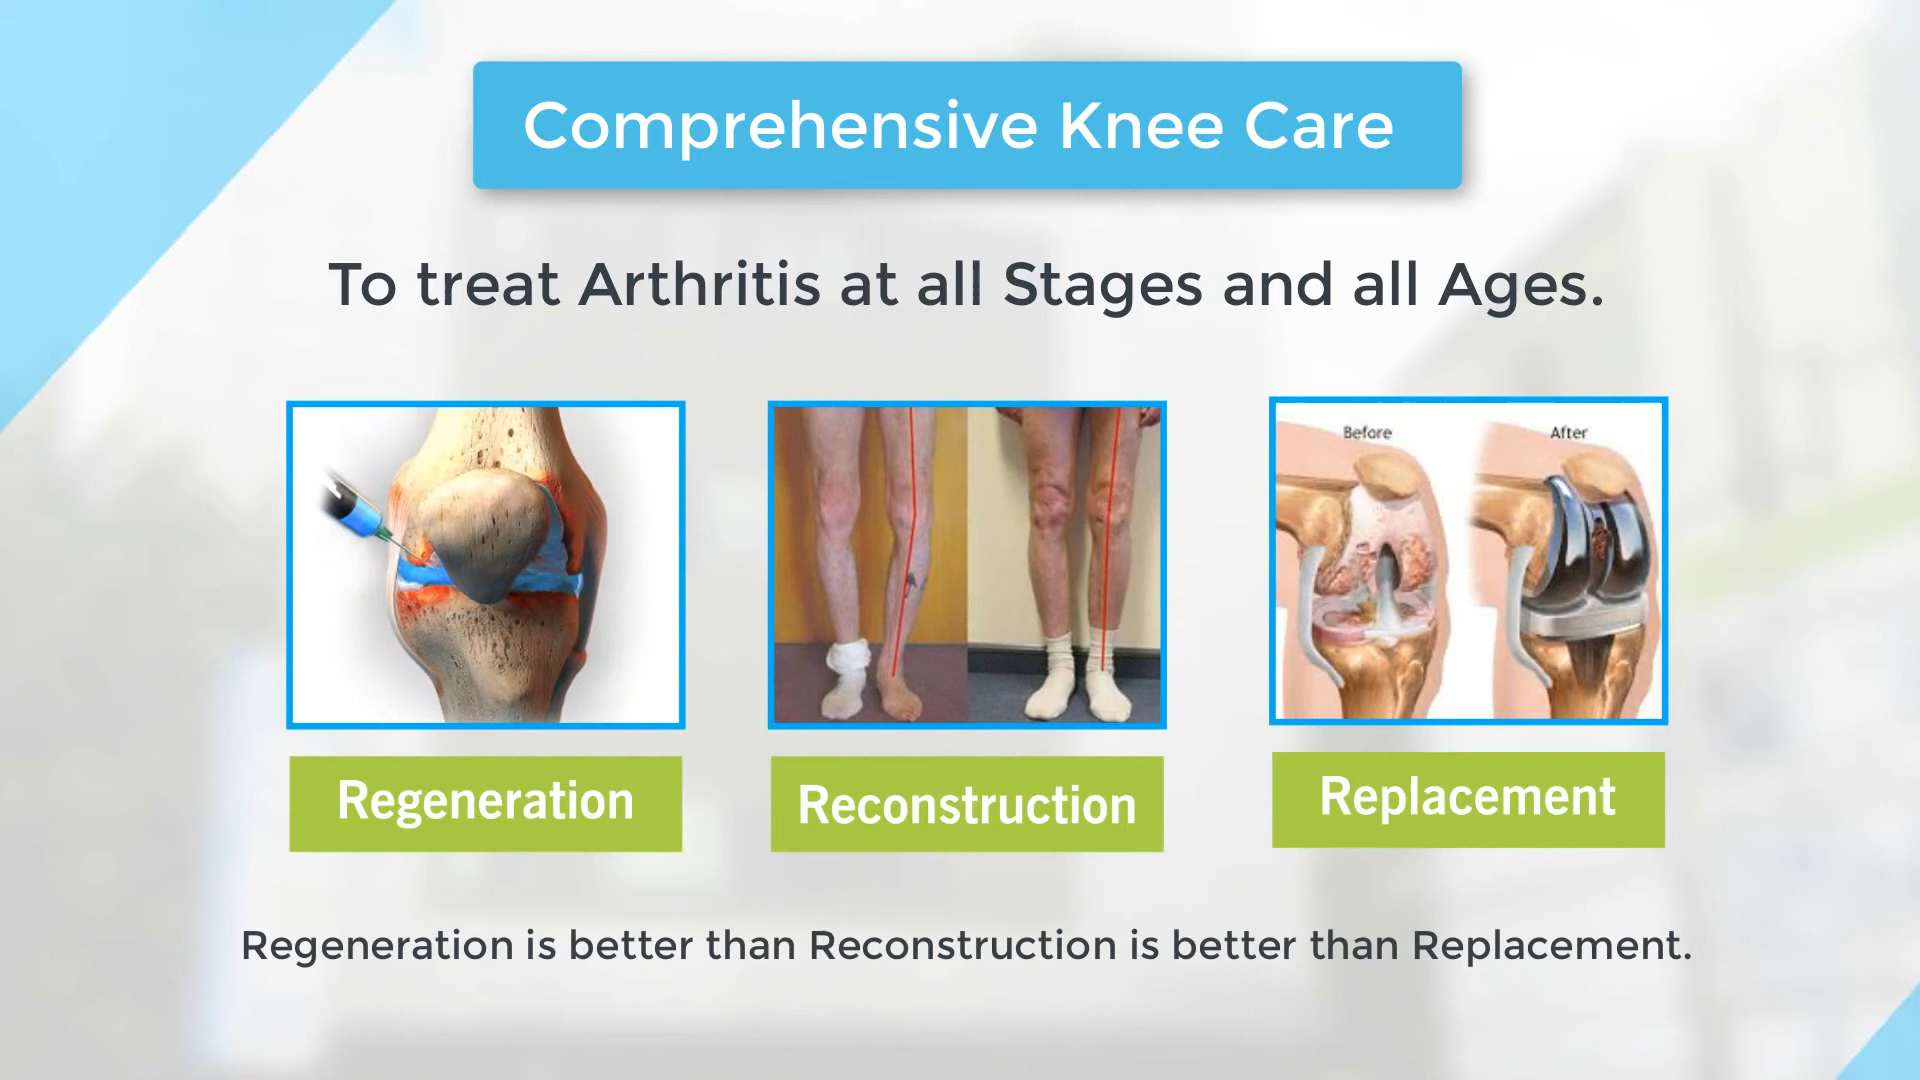 Comprehensive Knee Care
To treat Arthritis at all Stages and all Ages.
Before
After
Regeneration
Reconstruction
Replacement
Regeneration is better than Reconstruction is better than Replacement.